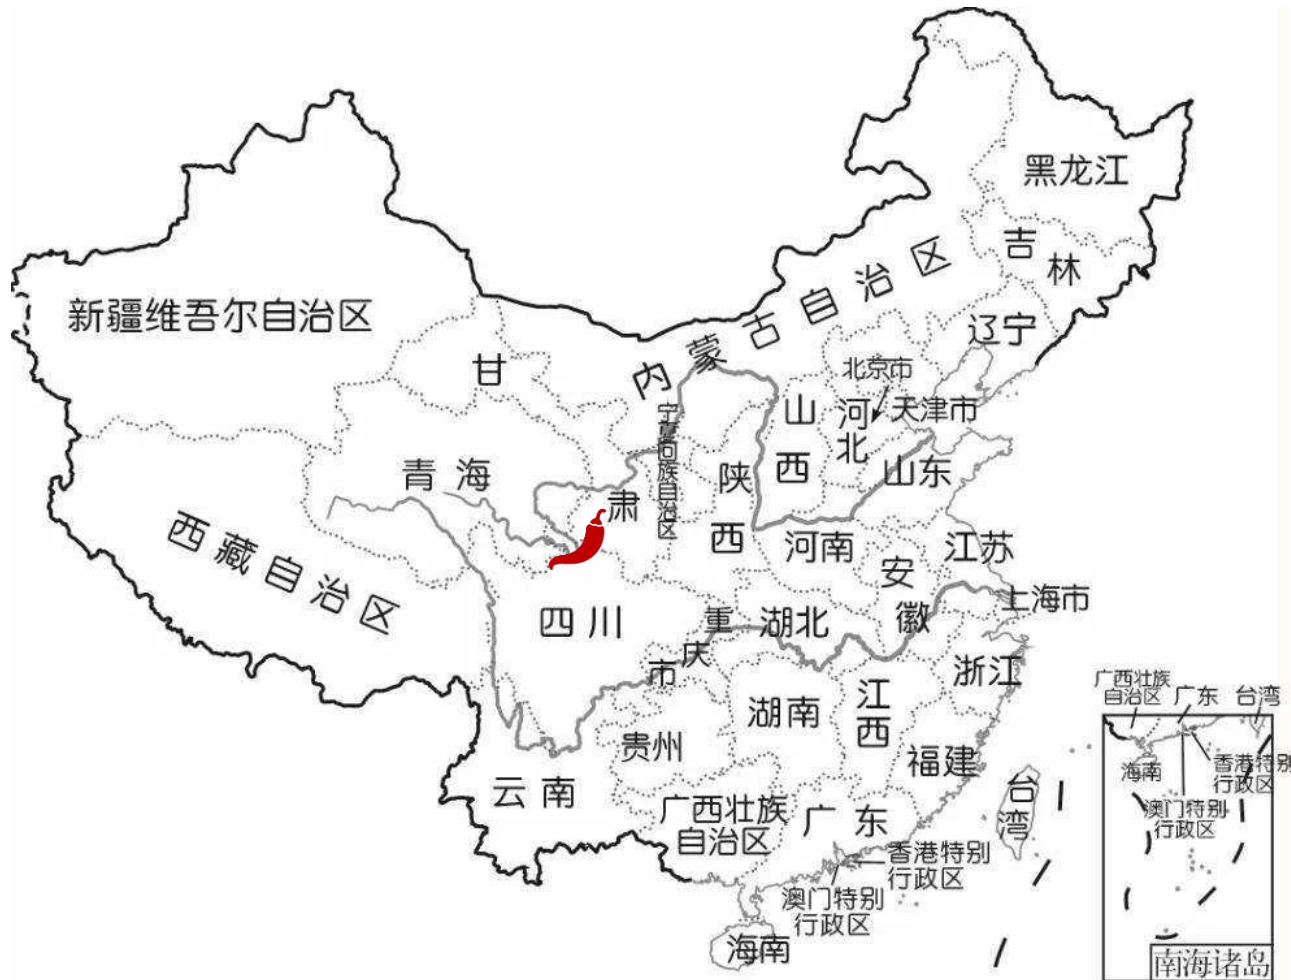 黑龙江
吉林
内蒙古自治区
新疆维吾尔自治区
辽宁
甘肃
北京市
宁夏回族自治区
山西
河北
天津市
青海
陕西
山东
西藏自治区
河南
安徽
江苏
四川
重庆市
湖北
上海市
浙江
湖南
江西
贵州
福建
云南
广西壮族
自治区
广东
台湾
香港特别
行政区
澳门特别
行政区
海南
广西壮族
自治区
广东
台湾
海南
香港特别
行政区
澳门特别
行政区
南海诸岛